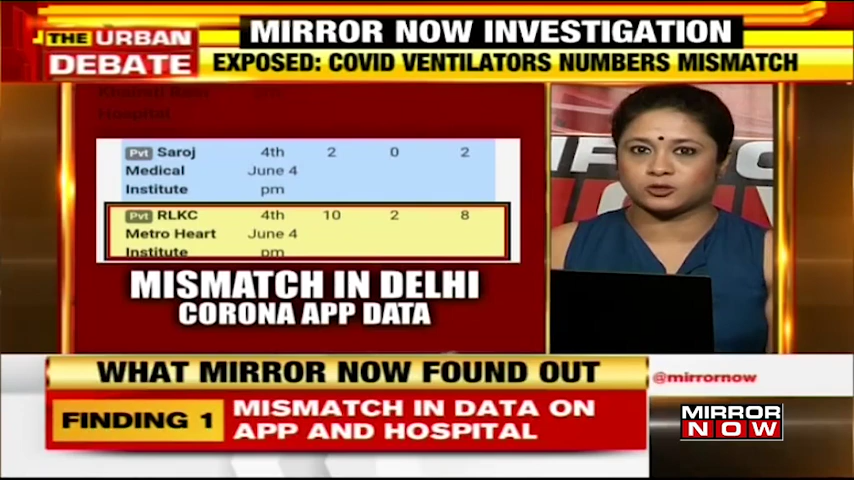 THE URBAN
DEBATE
MIRROR NOW INVESTIGATION
EXPOSED: COVID VENTILATORS NUMBERS MISMATCH
Hospital
Pvt Saroj 4th 2 0 2
Medical June 4
Institute pm
Pvt RLKC 4th 10 2 8
Metro Heart June 4
Institute pm
MISMATCH IN DELHI
CORONA APP DATA
WHAT MIRROR NOW FOUND OUT
@mirrornow
FINDING 1
MISMATCH IN DATA ON
APP AND HOSPITAL
MIRROR
NOW